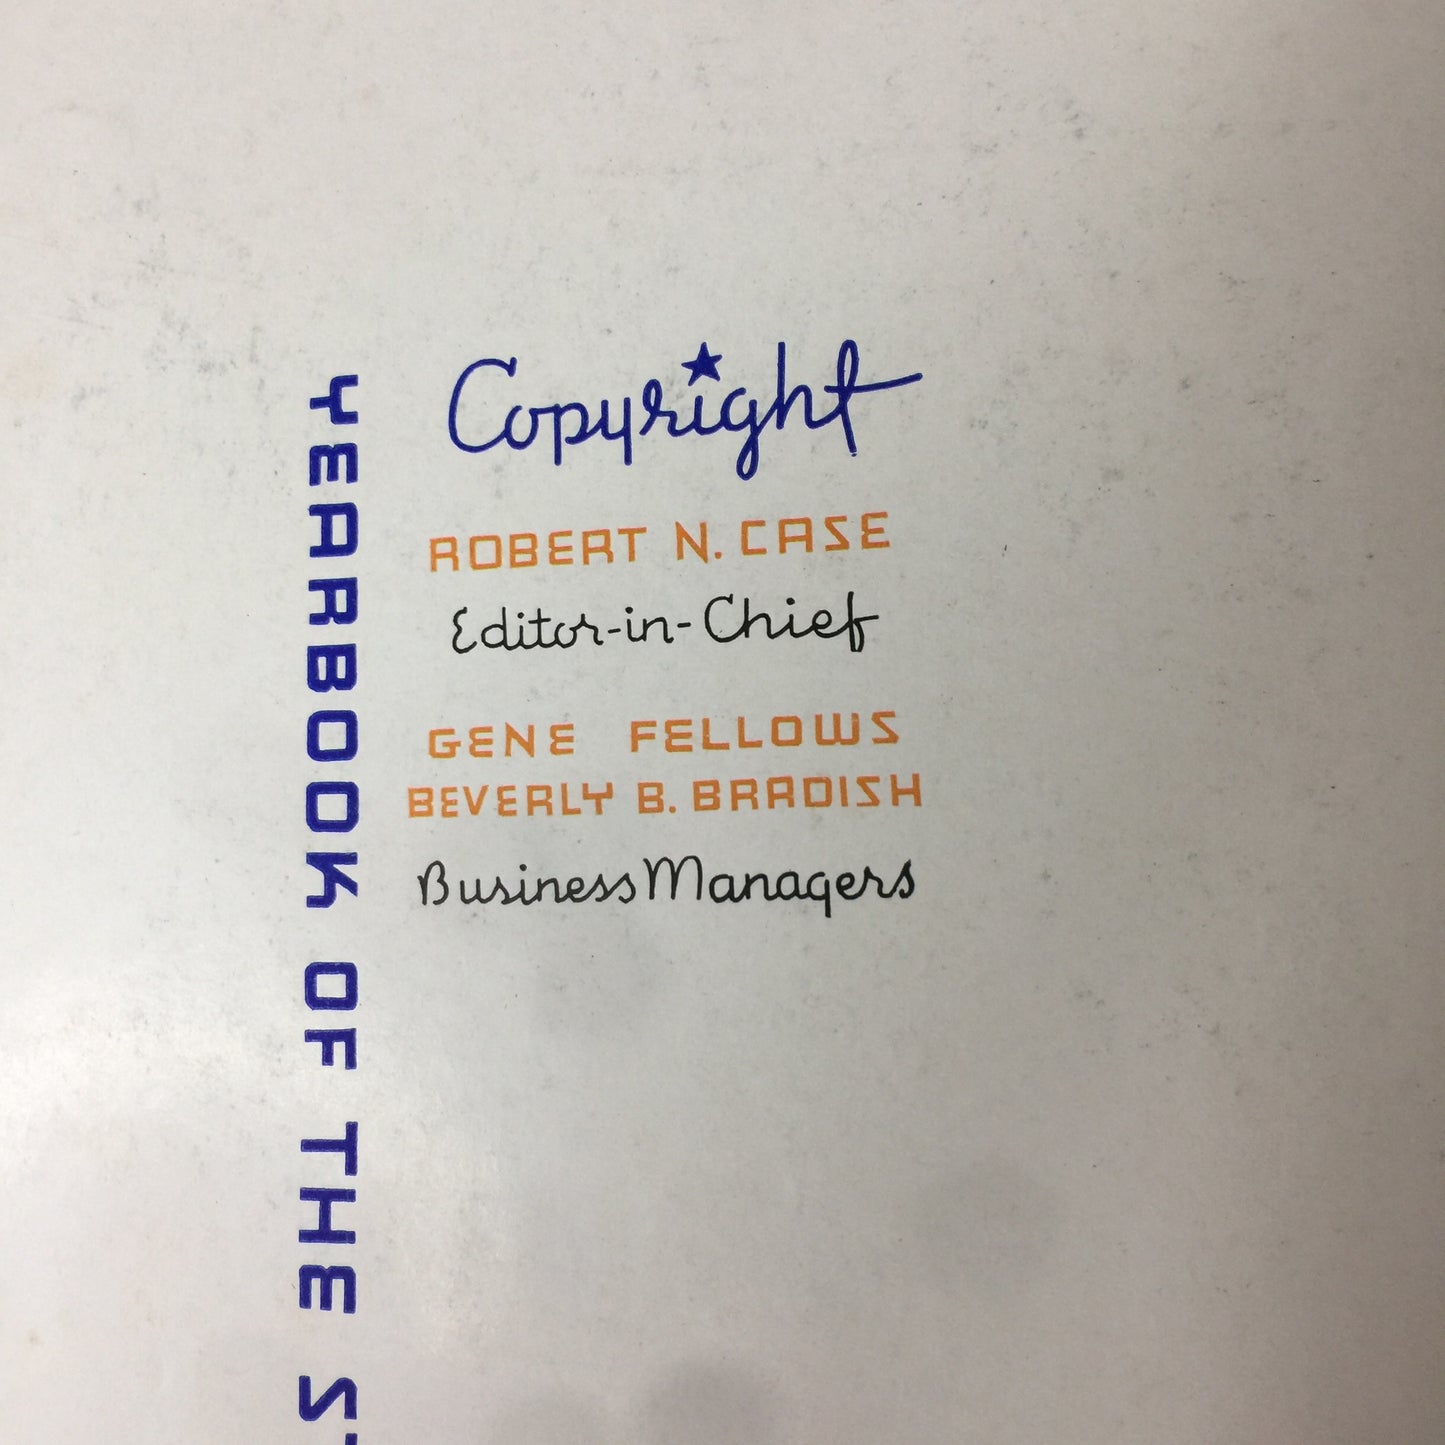 Copyright
ROBERT N. CASE
Editor-in-Chief
GENE FELLOWS
BEVERLY B. BRADISH
Business Managers
YEARBOOK OF THE